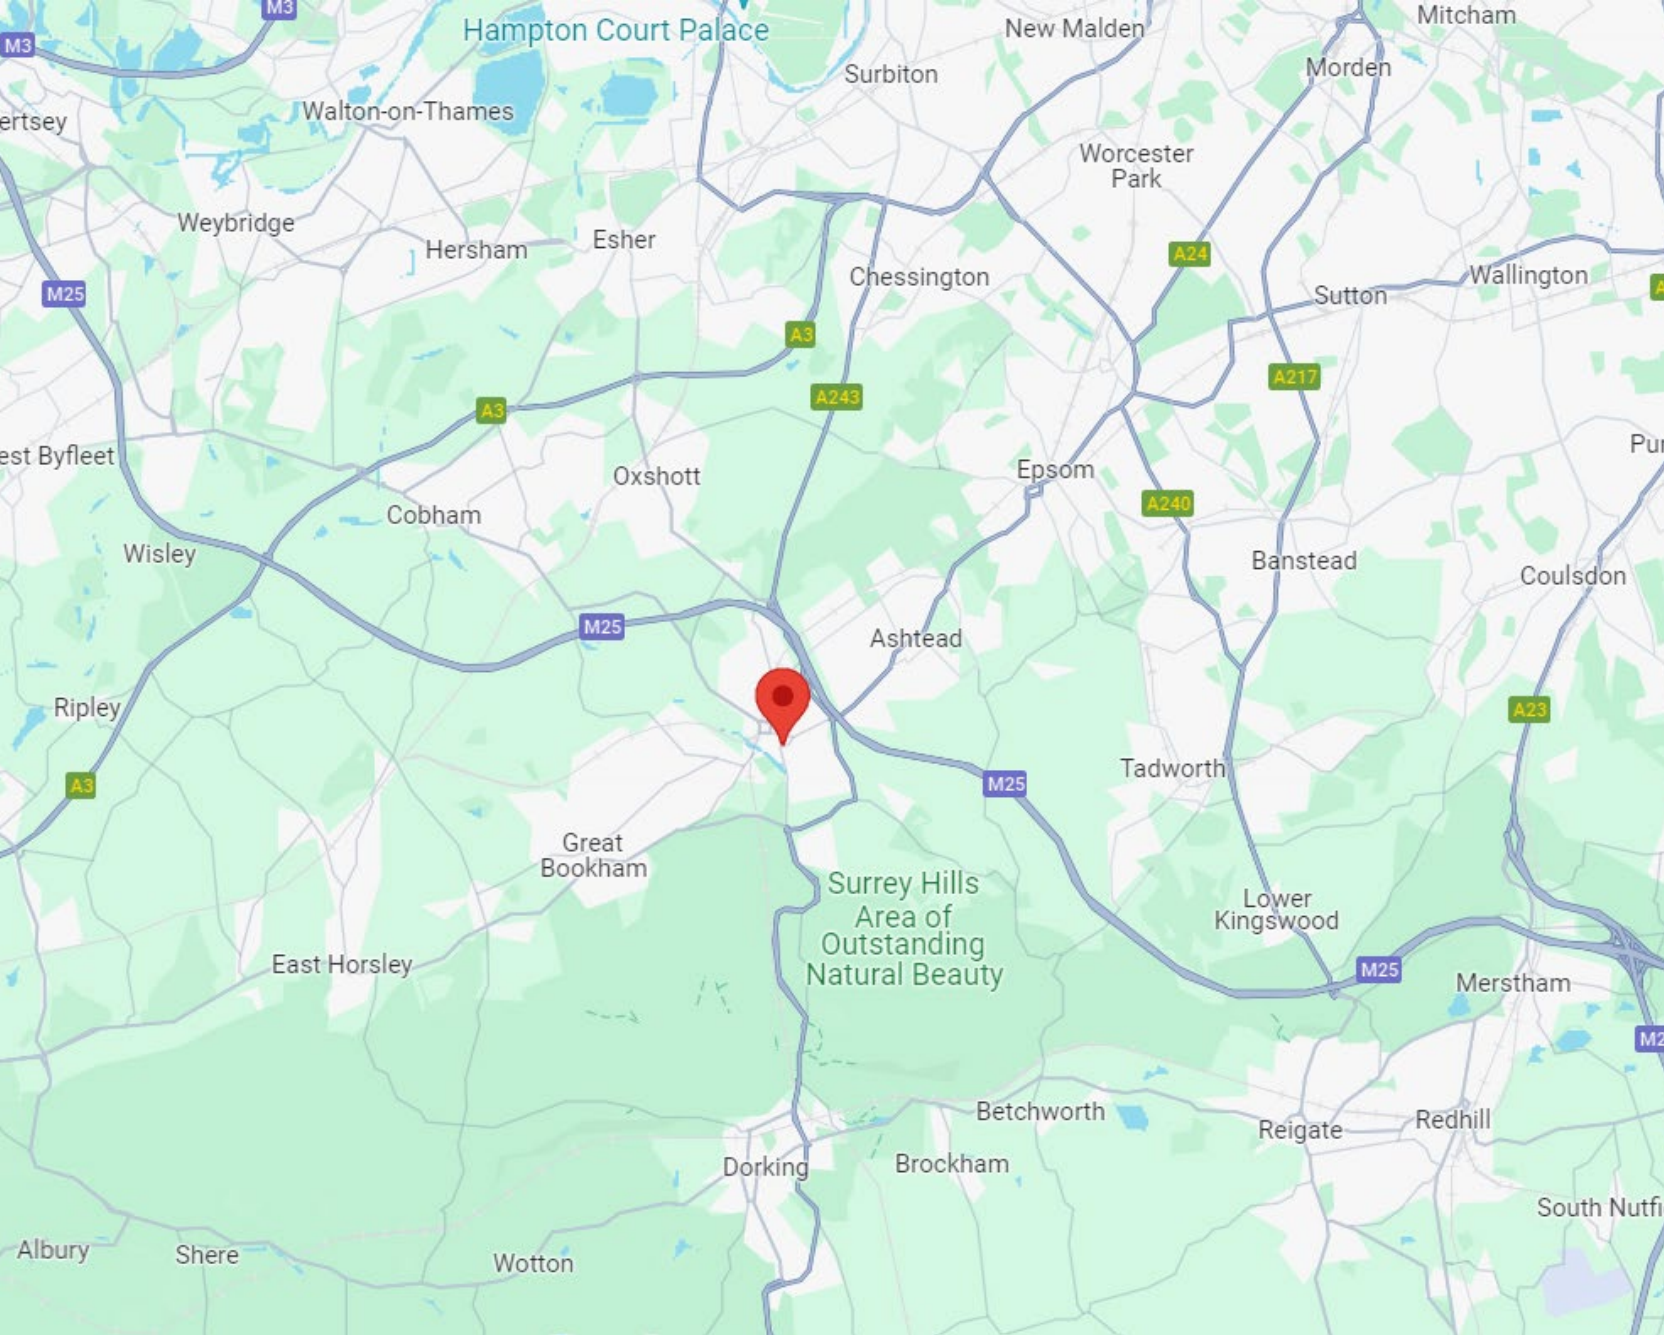 M3
Hampton Court Palace
New Malden
Mitcham
M3
Surbiton
Morden
Walton-on-Thames
ertsey
Worcester
Park
Weybridge
Hersham
Esher
A24
Chessington
Wallington
M25
Sutton
A
A3
A217
A243
A3
Pur
est Byfleet
Epsom
Oxshott
A240
Cobham
Wisley
Banstead
Coulsdon
M25
Ashtead
Ripley
A23
Tadworth
M25
A3
Great
Bookham
Surrey Hills
Area of
Outstanding
Natural Beauty
Lower
Kingswood
East Horsley
M25
Merstham
M2
Betchworth
Reigate
Redhill
Dorking
Brockham
South Nutfi
Albury
Shere
Wotton